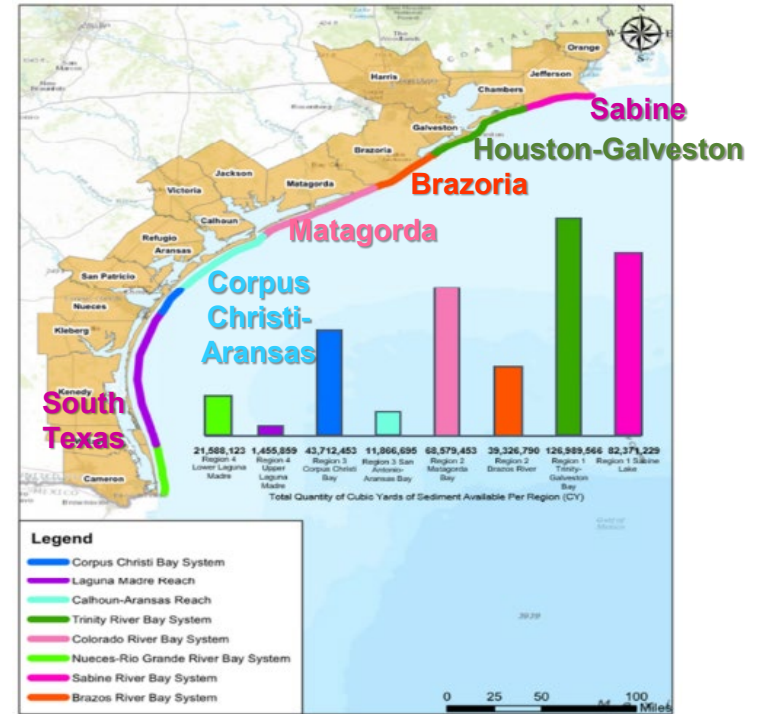 N
W
E
S
COASTAL PLAIN
Orange
Jefferson
Harris
Chambers
Sabine
Galveston
Houston-Galveston
Brazoria
Brazoria
Jackson
Matagorda
Victoria
Calhoun
Matagorda
Refugio
Aransas
San Patricio
Corpus
Christi-
Aransas
Nueces
Kleberg
Kenedy
South
Texas
Cameron
MEXICO
21,588,123
Region 4
Lower Laguna
Madre
1,455,859
Region 4
Upper
Laguna
Madre
43,712,453
Region 3
Corpus Christi
Bay
11,866,695
Region 3 San
Antonio-
Aransas Bay
68,579,453
Region 2
Matagorda
Bay
39,326,790
Region 2
Brazos River
126,989,566
Region 1
Trinity-
Galveston
Bay
82,371,229
Region 1 Sabine
Lake
Total Quantity of Cubic Yards of Sediment Available Per Region (CY)
Gulf of
Mexico
3939
Legend
Corpus Christi Bay System
Laguna Madre Reach
Calhoun-Aransas Reach
Trinity River Bay System
Colorado River Bay System
Nueces-Rio Grande River Bay System
Sabine River Bay System
Brazos River Bay System
0 25 50 100
Miles